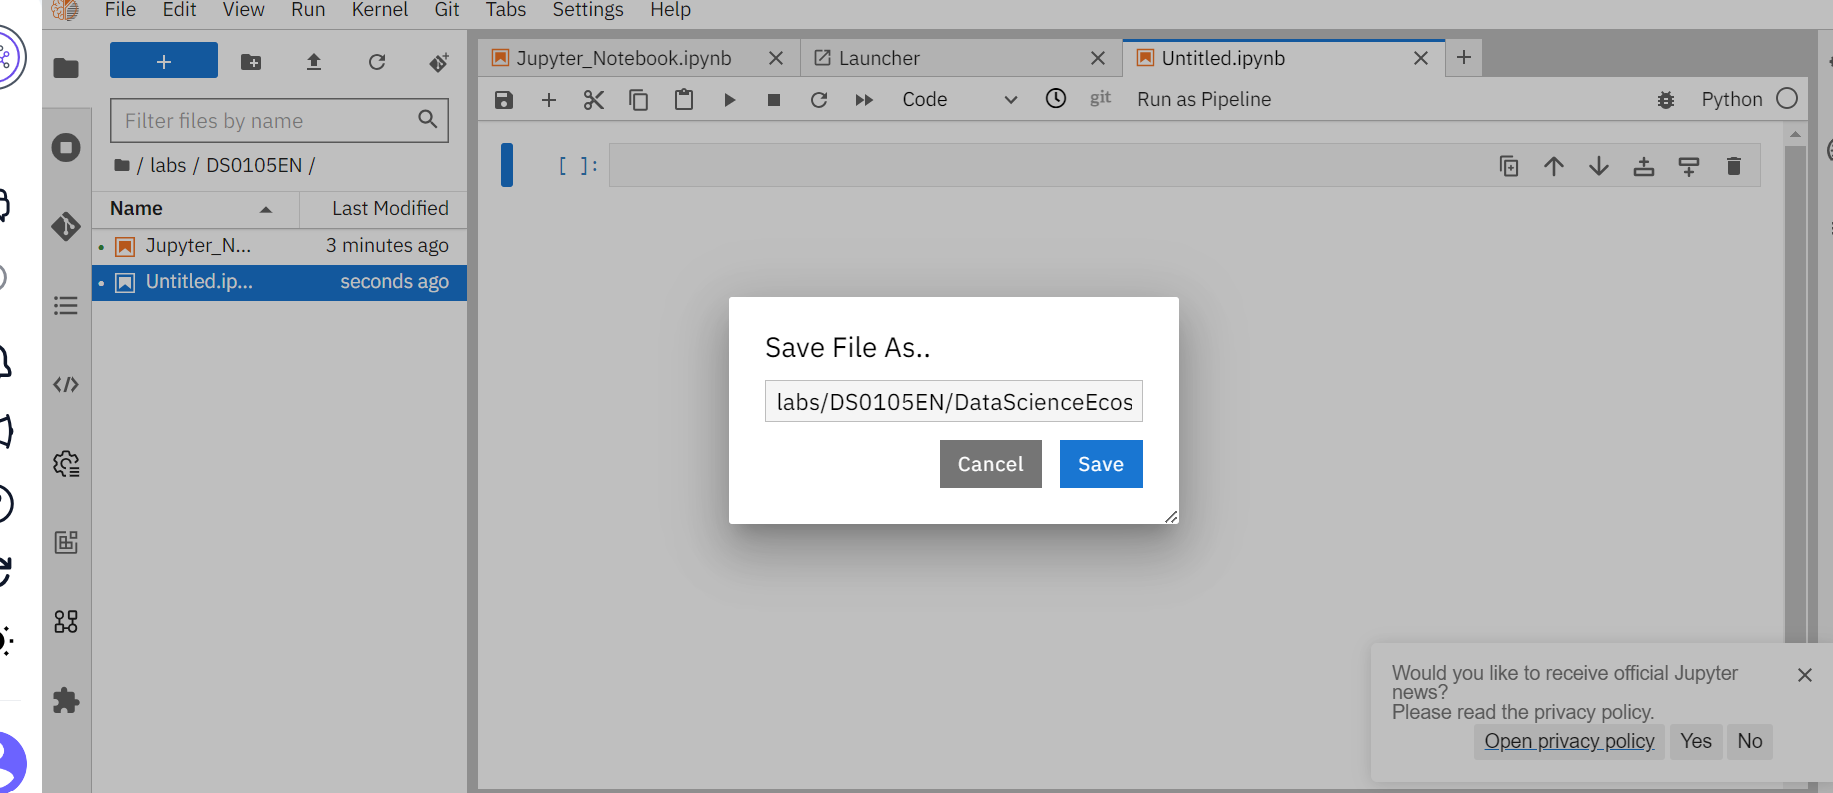 File Edit View Run Kernel Git Tabs Settings Help
Jupyter_Notebook.ipynb Launcher Untitled.ipynb
Code git Run as Pipeline Python
Filter files by name
/ labs / DS0105EN /
[ ]:
Name Last Modified
Jupyter_N... 3 minutes ago
Untitled.ip... seconds ago
Save File As..
labs/DS0105EN/DataScienceEcos
Cancel Save
Would you like to receive official Jupyter
news?
Please read the privacy policy.
Open privacy policy Yes No